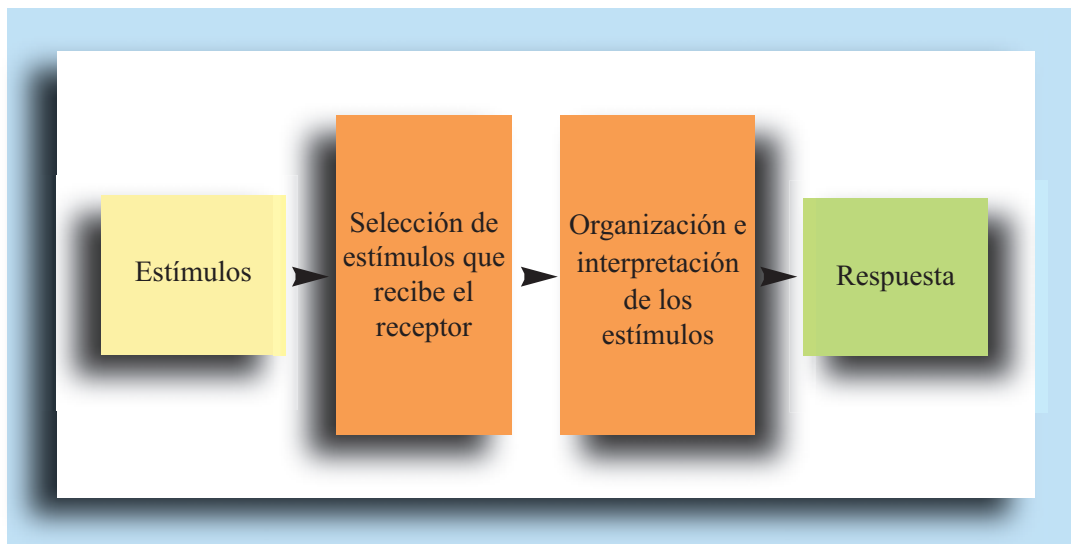 Estímulos
Selección de
estímulos que
recibe el
receptor
Organización e
interpretación
de los
estímulos
Respuesta